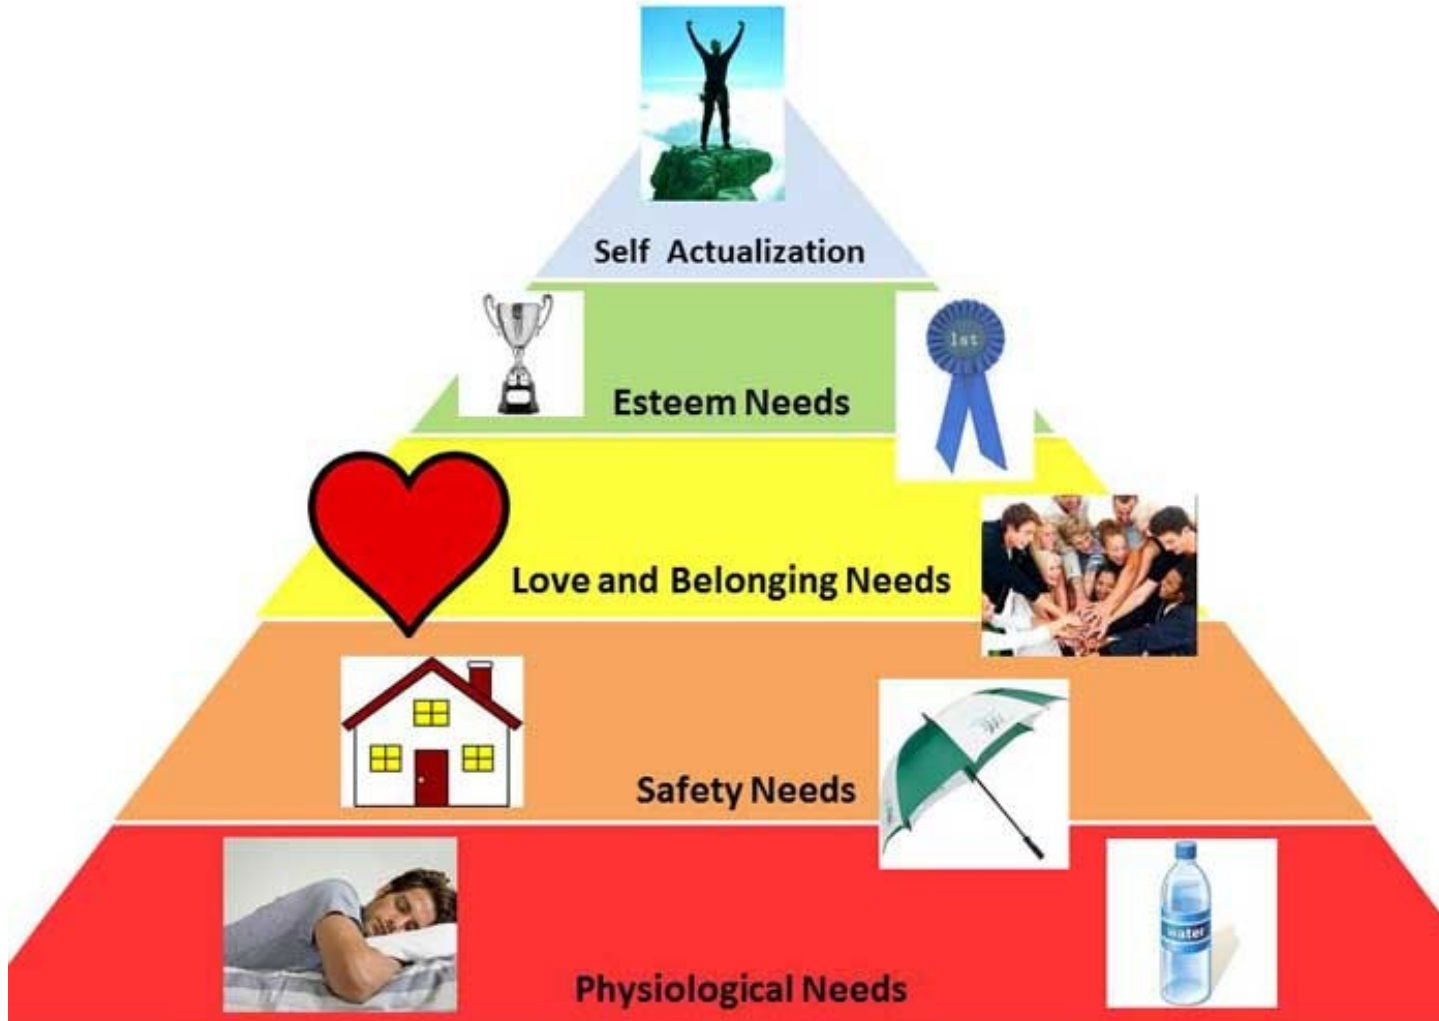 Self Actualization
1st
Esteem Needs
Love and Belonging Needs
Safety Needs
water
Physiological Needs